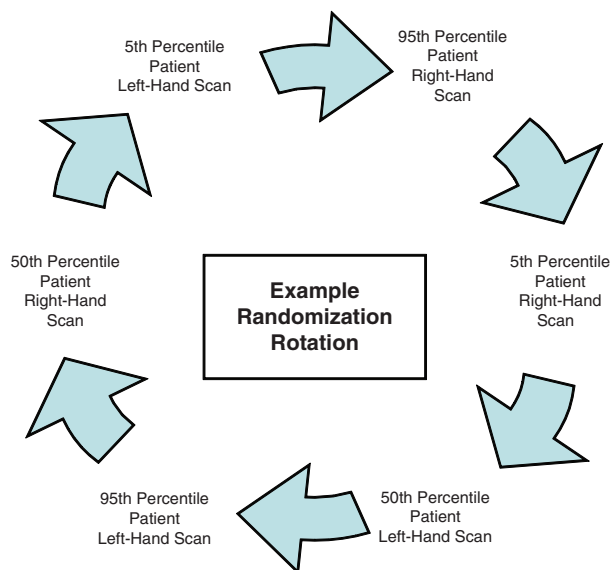 5th Percentile
Patient
Left-Hand Scan
95th Percentile
Patient
Right-Hand
Scan
5th Percentile
Patient
Right-Hand
Scan
50th Percentile
Patient
Left-Hand Scan
95th Percentile
Patient
Left-Hand Scan
50th Percentile
Patient
Right-Hand
Scan
Example
Randomization
Rotation